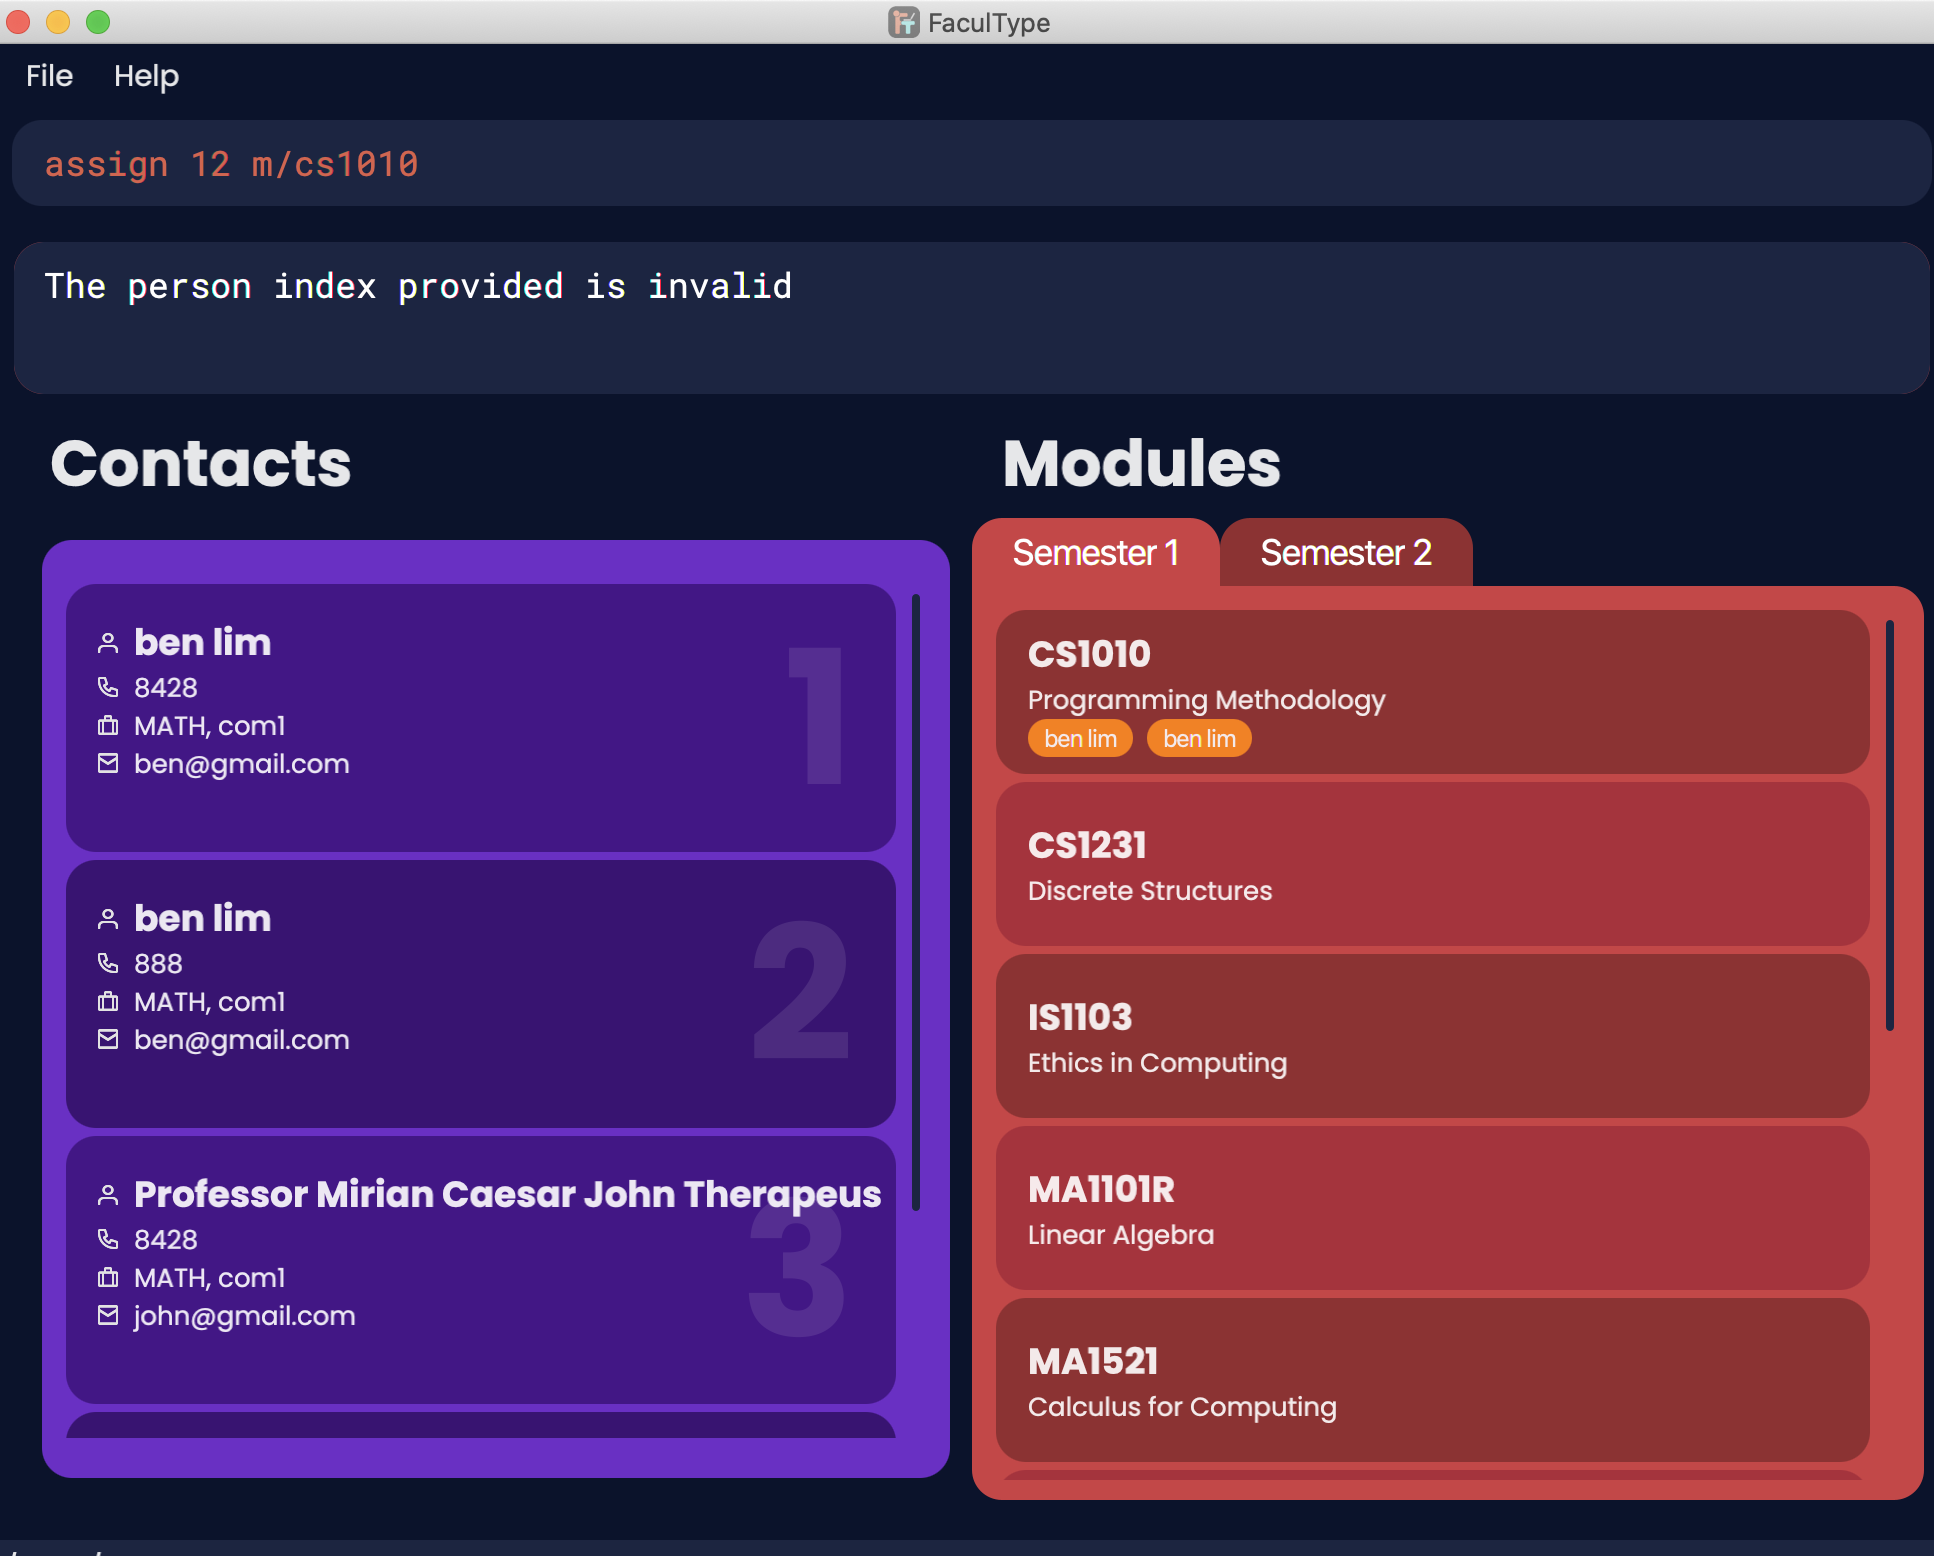 FaculType
File Help
assign 12 m/cs1010
The person index provided is invalid
Contacts
ben lim
8428
MATH, com1
ben@gmail.com
1
ben lim
888
MATH, com1
ben@gmail.com
2
Professor Mirian Caesar John Therapeus
8428
MATH, com1
john@gmail.com
3
Modules
Semester 1 Semester 2
CS1010
Programming Methodology
ben lim ben lim
CS1231
Discrete Structures
IS1103
Ethics in Computing
MA1101R
Linear Algebra
MA1521
Calculus for Computing